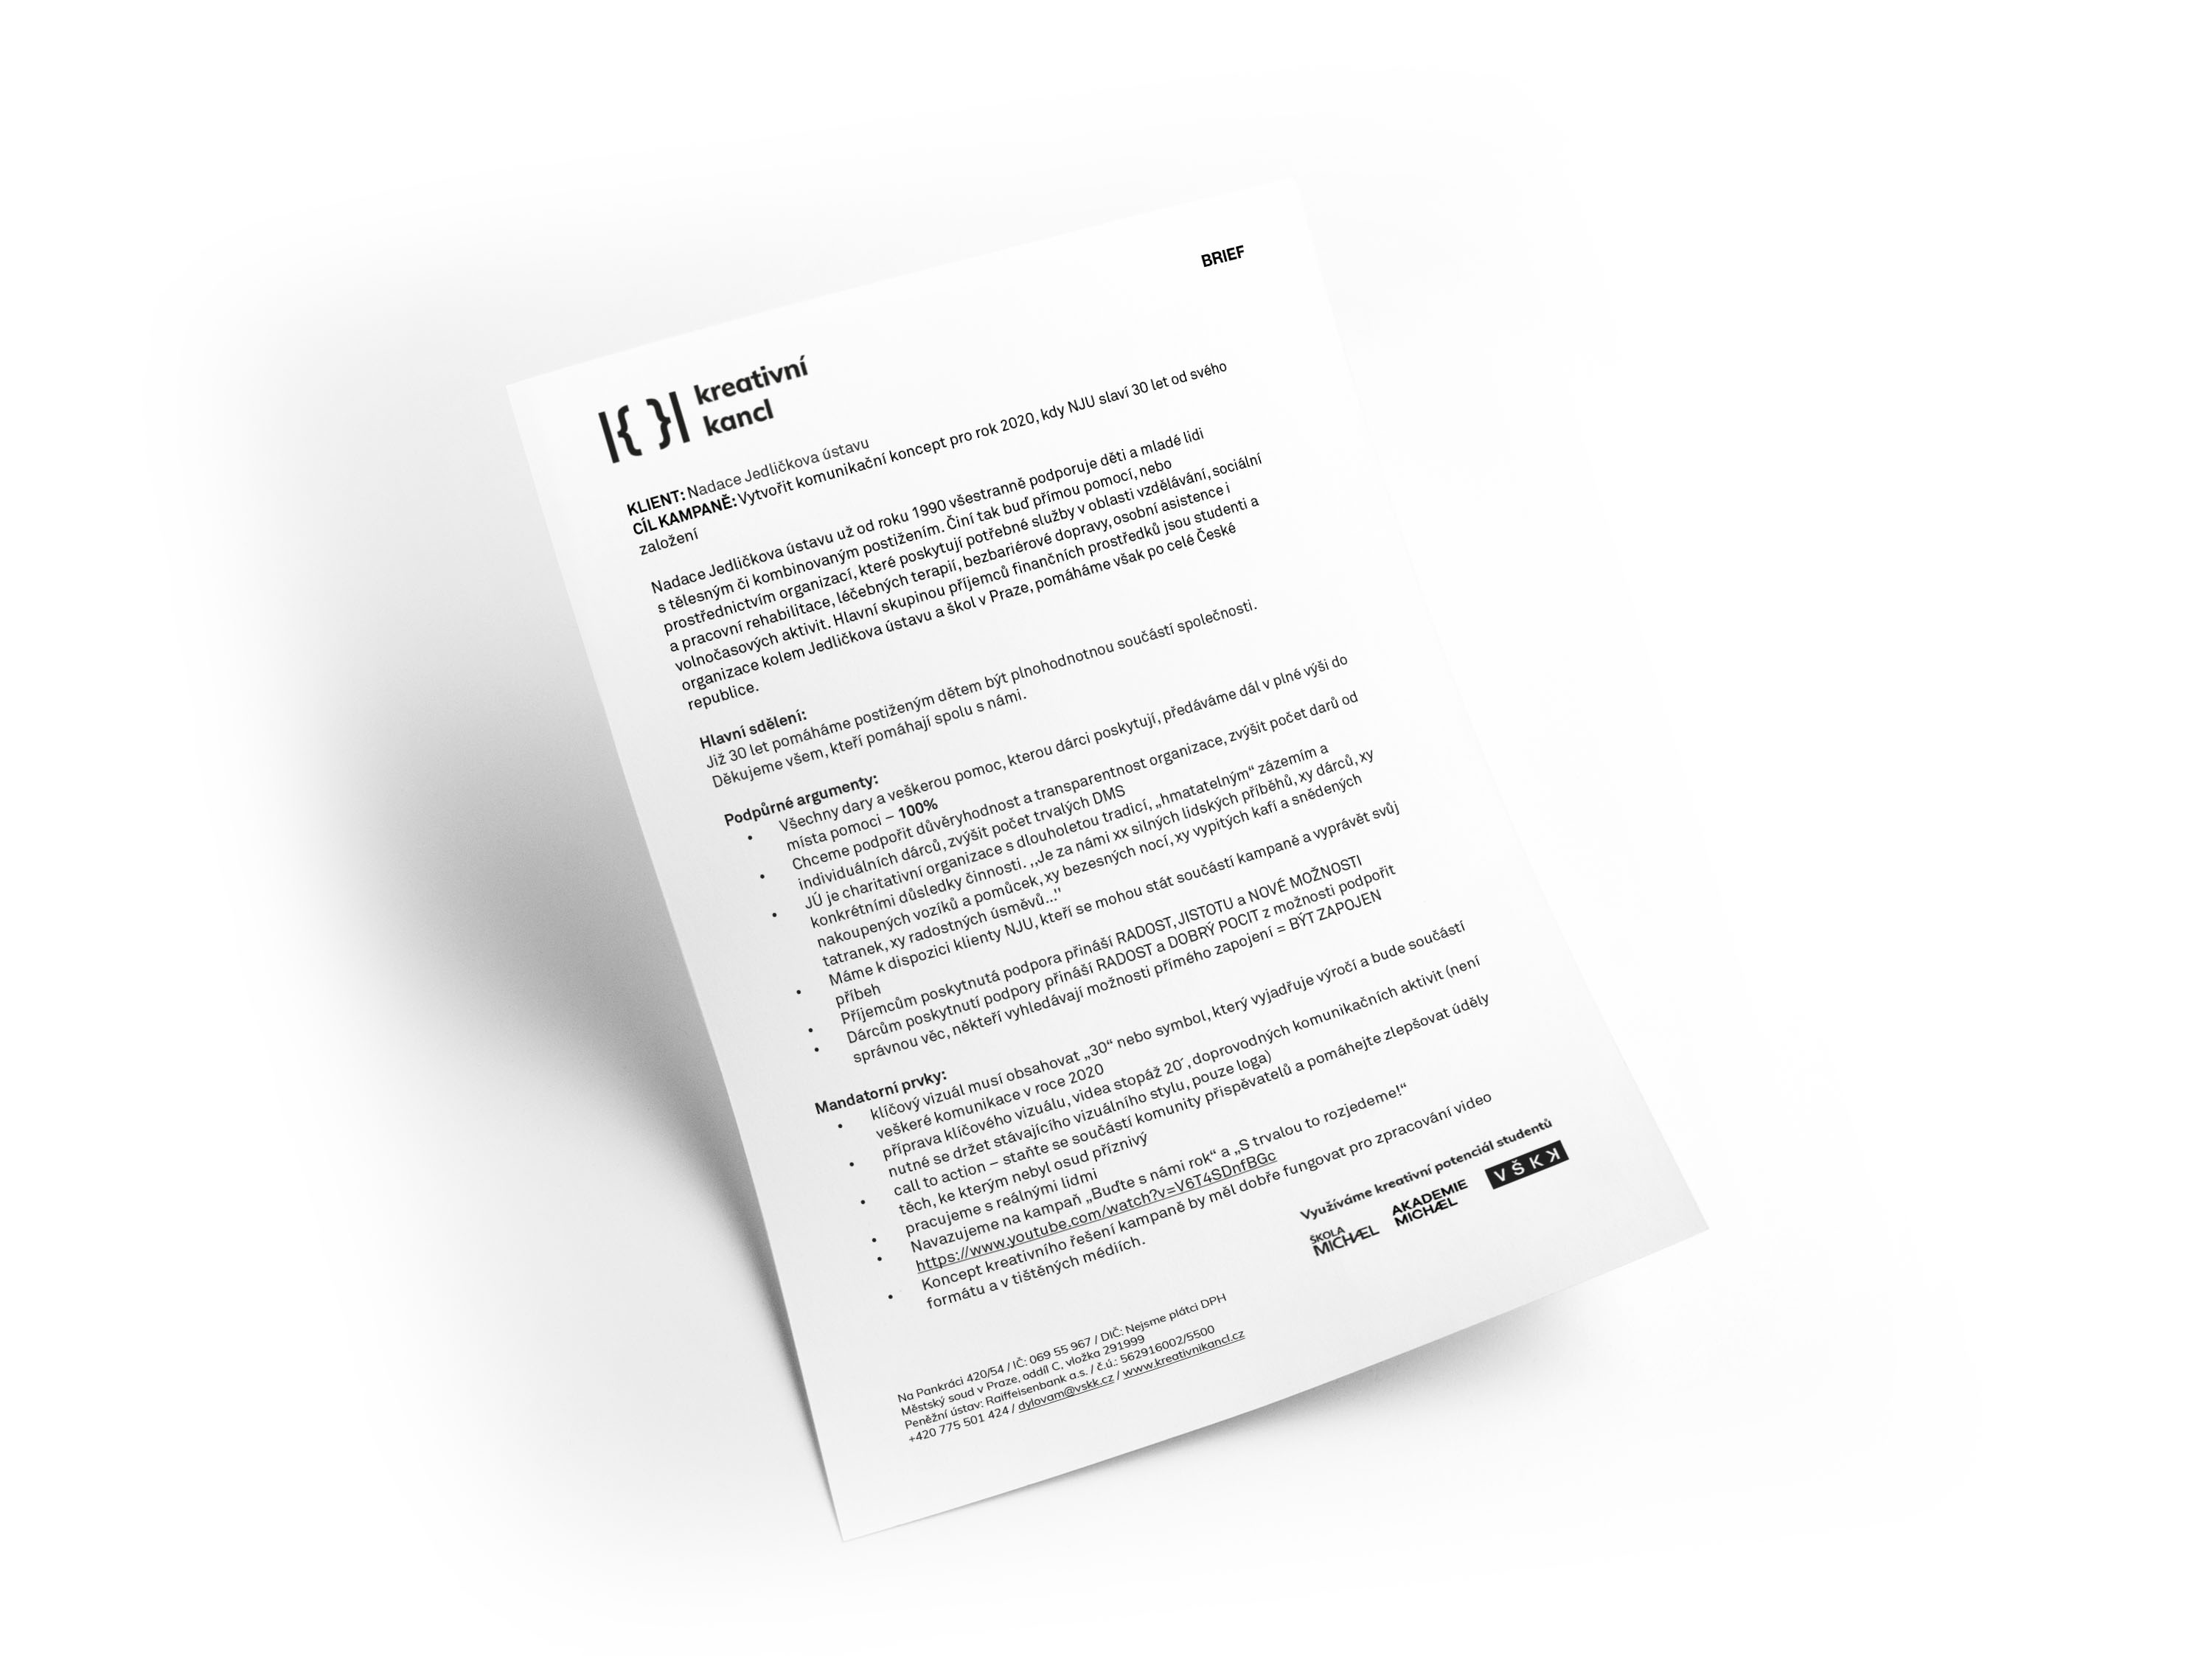 BRIEF
kreativní
kancl
KLIENT: Nadace Jedličkova ústavu
CÍL KAMPANĚ: Vytvořit komunikační koncept pro rok 2020, kdy NJU slaví 30 let od svého
založení
Nadace Jedličkova ústavu už od roku 1990 všestranně podporuje děti a mladé lidi
s tělesným či kombinovaným postižením. Činí tak buď přímou pomocí, nebo
prostřednictvím organizací, které poskytují potřebné služby v oblasti vzdělávání, sociální
a pracovní rehabilitace, léčebných terapií, bezbariérové dopravy, osobní asistence i
volnočasových aktivit. Hlavní skupinou příjemců finančních prostředků jsou studenti a
organizace kolem Jedličkova ústavu a škol v Praze, pomáháme však po celé České
republice.
Hlavní sdělení:
Již 30 let pomáháme postiženým dětem být plnohodnotnou součástí společnosti.
Děkujeme všem, kteří pomáhají spolu s námi.
Podpůrné argumenty:
• Všechny dary a veškerou pomoc, kterou dárci poskytují, předáváme dál v plné výši do
místa pomoci – 100%
• Chceme podpořit důvěryhodnost a transparentnost organizace, zvýšit počet darů od
individuálních dárců, zvýšit počet trvalých DMS
• JÚ je charitativní organizace s dlouholetou tradicí, „hmatatelným“ zázemím a
konkrétními důsledky činnosti. ,,Je za námi xx silných lidských příběhů, xy dárců, xy
nakoupených vozíků a pomůcek, xy bezesných nocí, xy vypitých kafí a snědených
tatranek, xy radostných úsměvů...''
• Máme k dispozici klienty NJU, kteří se mohou stát součástí kampaně a vyprávět svůj
příbeh
• Příjemcům poskytnutá podpora přináší RADOST, JISTOTU a NOVÉ MOŽNOSTI
• Dárcům poskytnutí podpory přináší RADOST a DOBRÝ POCIT z možnosti podpořit
správnou věc, někteří vyhledávají možnosti přímého zapojení = BÝT ZAPOJEN
Mandatorní prvky:
• klíčový vizuál musí obsahovat „30“ nebo symbol, který vyjadřuje výročí a bude součástí
veškeré komunikace v roce 2020
• příprava klíčového vizuálu, videa stopáž 20´, doprovodných komunikačních aktivit (není
nutné se držet stávajícího vizuálního stylu, pouze loga)
• call to action – staňte se součástí komunity přispěvatelů a pomáhejte zlepšovat úděly
těch, ke kterým nebyl osud příznivý
• pracujeme s reálnými lidmi
• Navazujeme na kampaň „Buďte s námi rok“ a „S trvalou to rozjedeme!“
https://www.youtube.com/watch?v=V6T4SDnfBGc
• Koncept kreativního řešení kampaně by měl dobře fungovat pro zpracování video
formátu a v tištěných médiích.
Využíváme kreativní potenciál studentů
ŠKOLA
MICHÆL
AKADEMIE
MICHÆL
VŠKK
Na Pankráci 420/54 / IČ: 069 55 967 / DIČ: Nejsme plátci DPH
Městský soud v Praze, oddíl C, vložka 291999
Peněžní ústav: Raiffeisenbank a.s. / č.ú.: 562916002/5500
+420 775 501 424 / dylovam@vskk.cz / www.kreativnikancl.cz